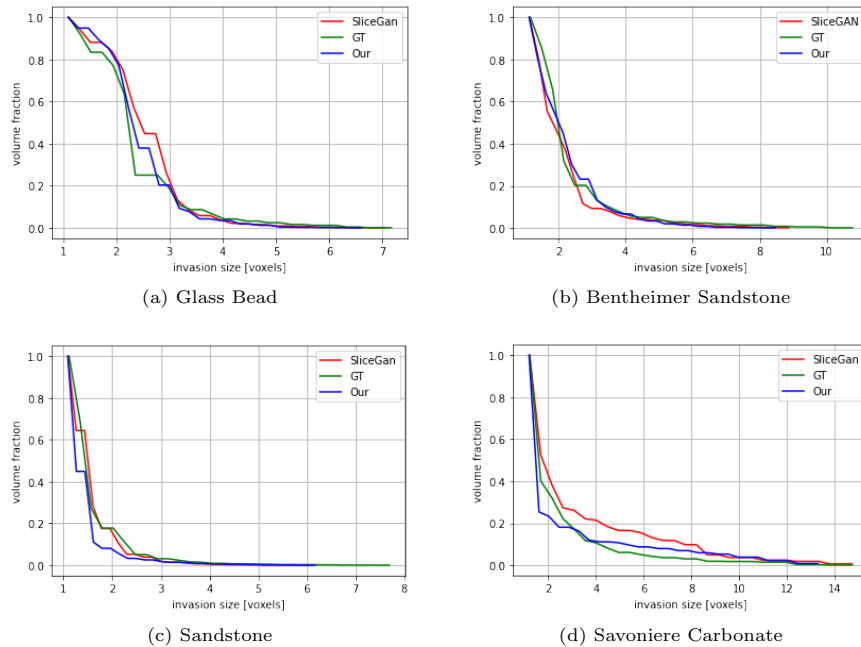 1.0
0.8
0.6
0.4
0.2
0.0
volume fraction
SliceGan
GT
Our
1 2 3 4 5 6 7
invasion size [voxels]
(a) Glass Bead
1.0
0.8
0.6
0.4
0.2
0.0
volume fraction
SliceGAN
GT
Our
2 4 6 8 10
invasion size [voxels]
(b) Bentheimer Sandstone
1.0
0.8
0.6
0.4
0.2
0.0
volume fraction
SliceGan
GT
Our
1 2 3 4 5 6 7 8
invasion size [voxels]
(c) Sandstone
1.0
0.8
0.6
0.4
0.2
0.0
volume fraction
SliceGan
GT
Our
2 4 6 8 10 12 14
invasion size [voxels]
(d) Savoniere Carbonate